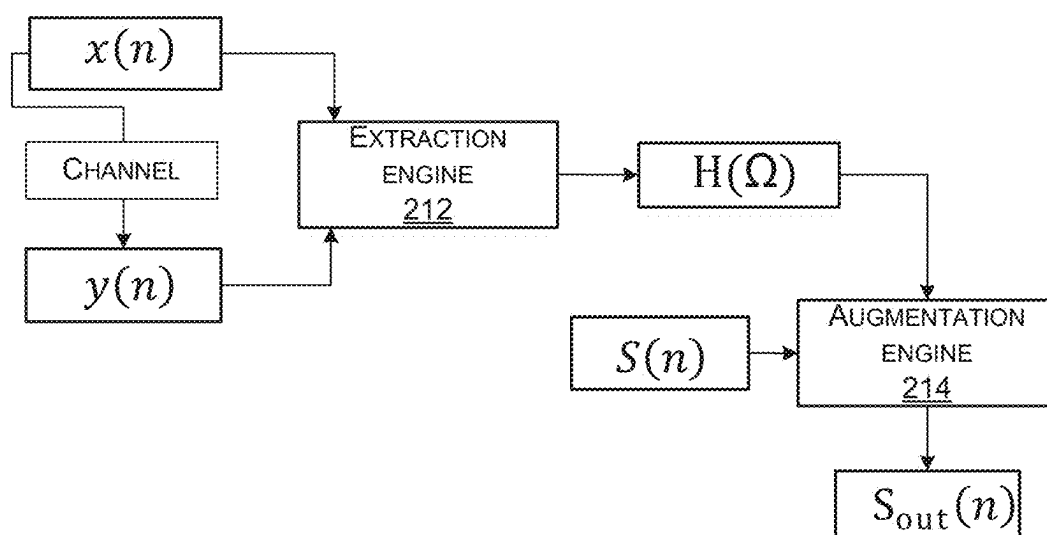 x(n)
CHANNEL
y(n)
EXTRACTION
ENGINE
212
H(Ω)
S(n)
AUGMENTATION
ENGINE
214
S_out(n)